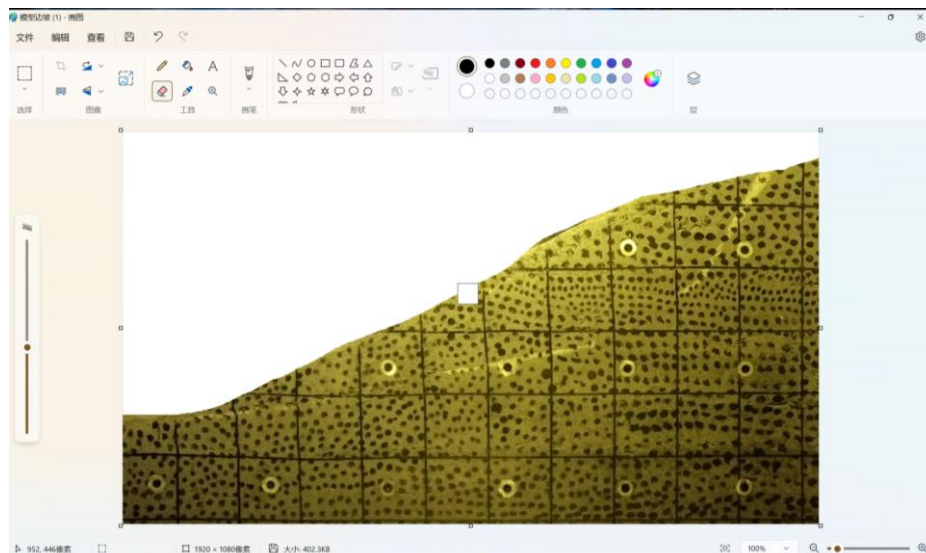 模型边坡 (1) - 画图
文件 编辑 查看
选择 图像 工具 画笔 形状 颜色 层
952, 446像素 1920 × 1080像素 大小: 402.3KB 100%